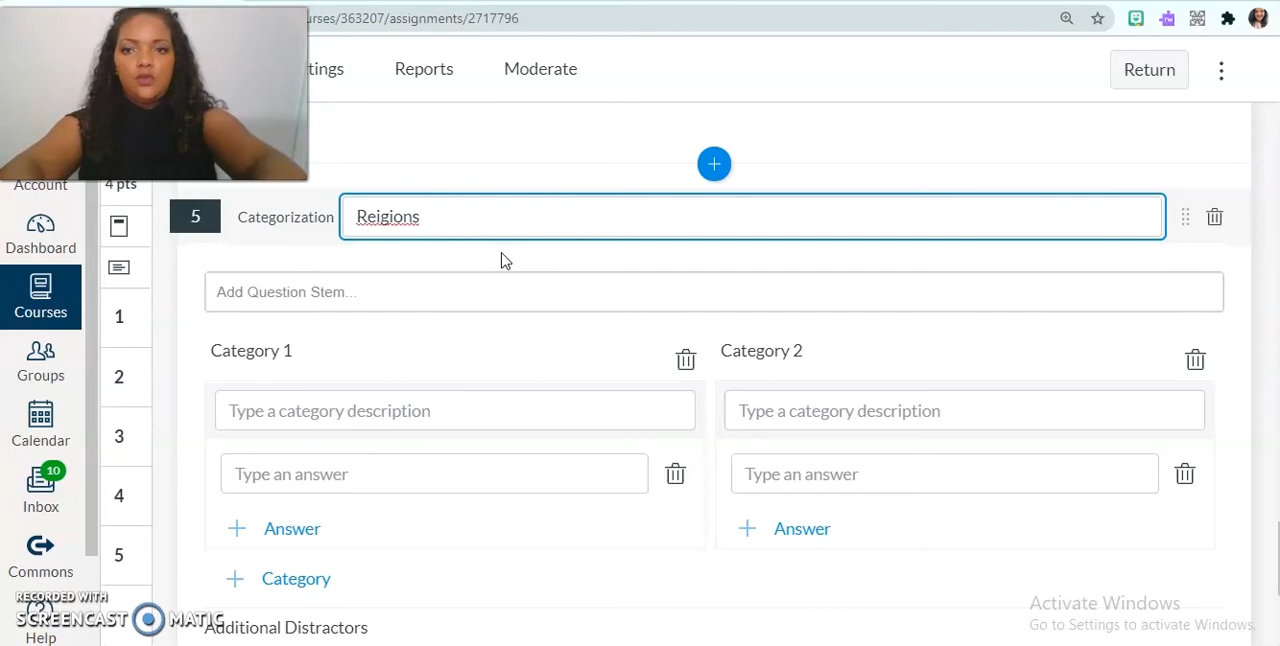 urses/363207/assignments/2717796
tings Reports Moderate Return
Account
4 pts
5 Categorization Reigions
Dashboard
Add Question Stem...
Courses
1
Category 1 Category 2
Groups
2
Type a category description Type a category description
Calendar
3
Type an answer Type an answer
10
Inbox
4
+ Answer + Answer
5
Commons
+ Category
RECORDED WITH
SCREENCAST MATIC
Additional Distractors
Help
Activate Windows
Go to Settings to activate Windows.